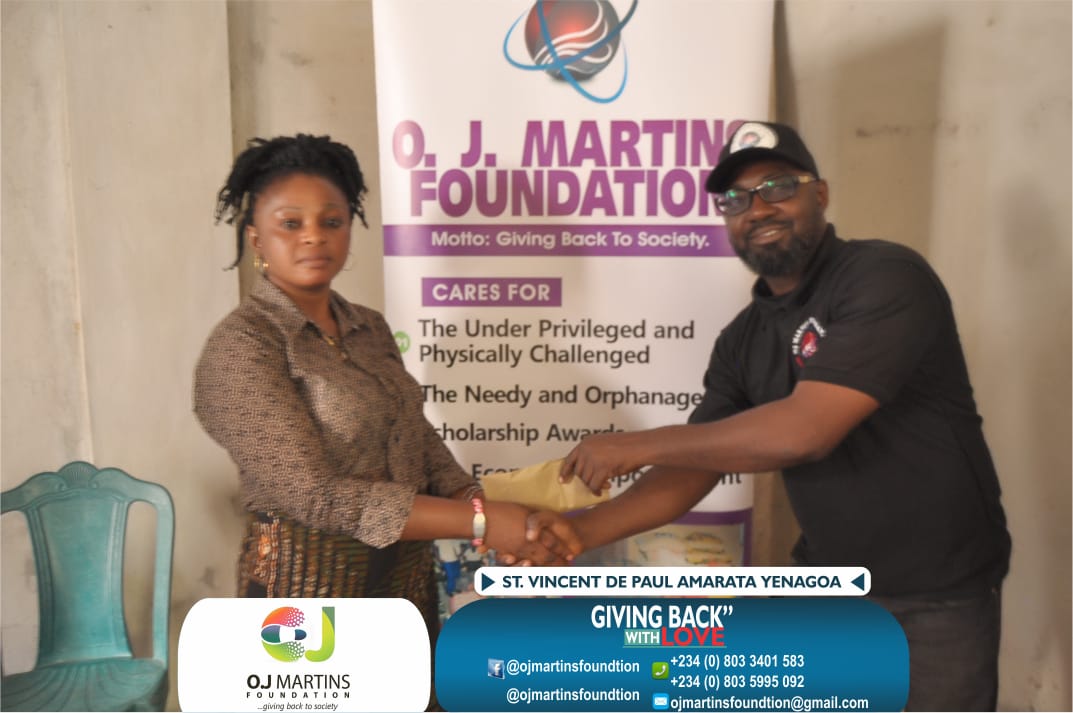 O. J. MARTINS
FOUNDATION
Motto: Giving Back To Society.
CARES FOR
The Under Privileged and
Physically Challenged
The Needy and Orphanage
Scholarship Awards
ST. VINCENT DE PAUL AMARATA YENAGOA
GIVING BACK”
WITH LOVE
OJ
OJ MARTINS
FOUNDATION
...giving back to society
@ojmartinsfoundtion
@ojmartinsfoundtion
+234 (0) 803 3401 583
+234 (0) 803 5995 092
ojmartinsfoundtion@gmail.com